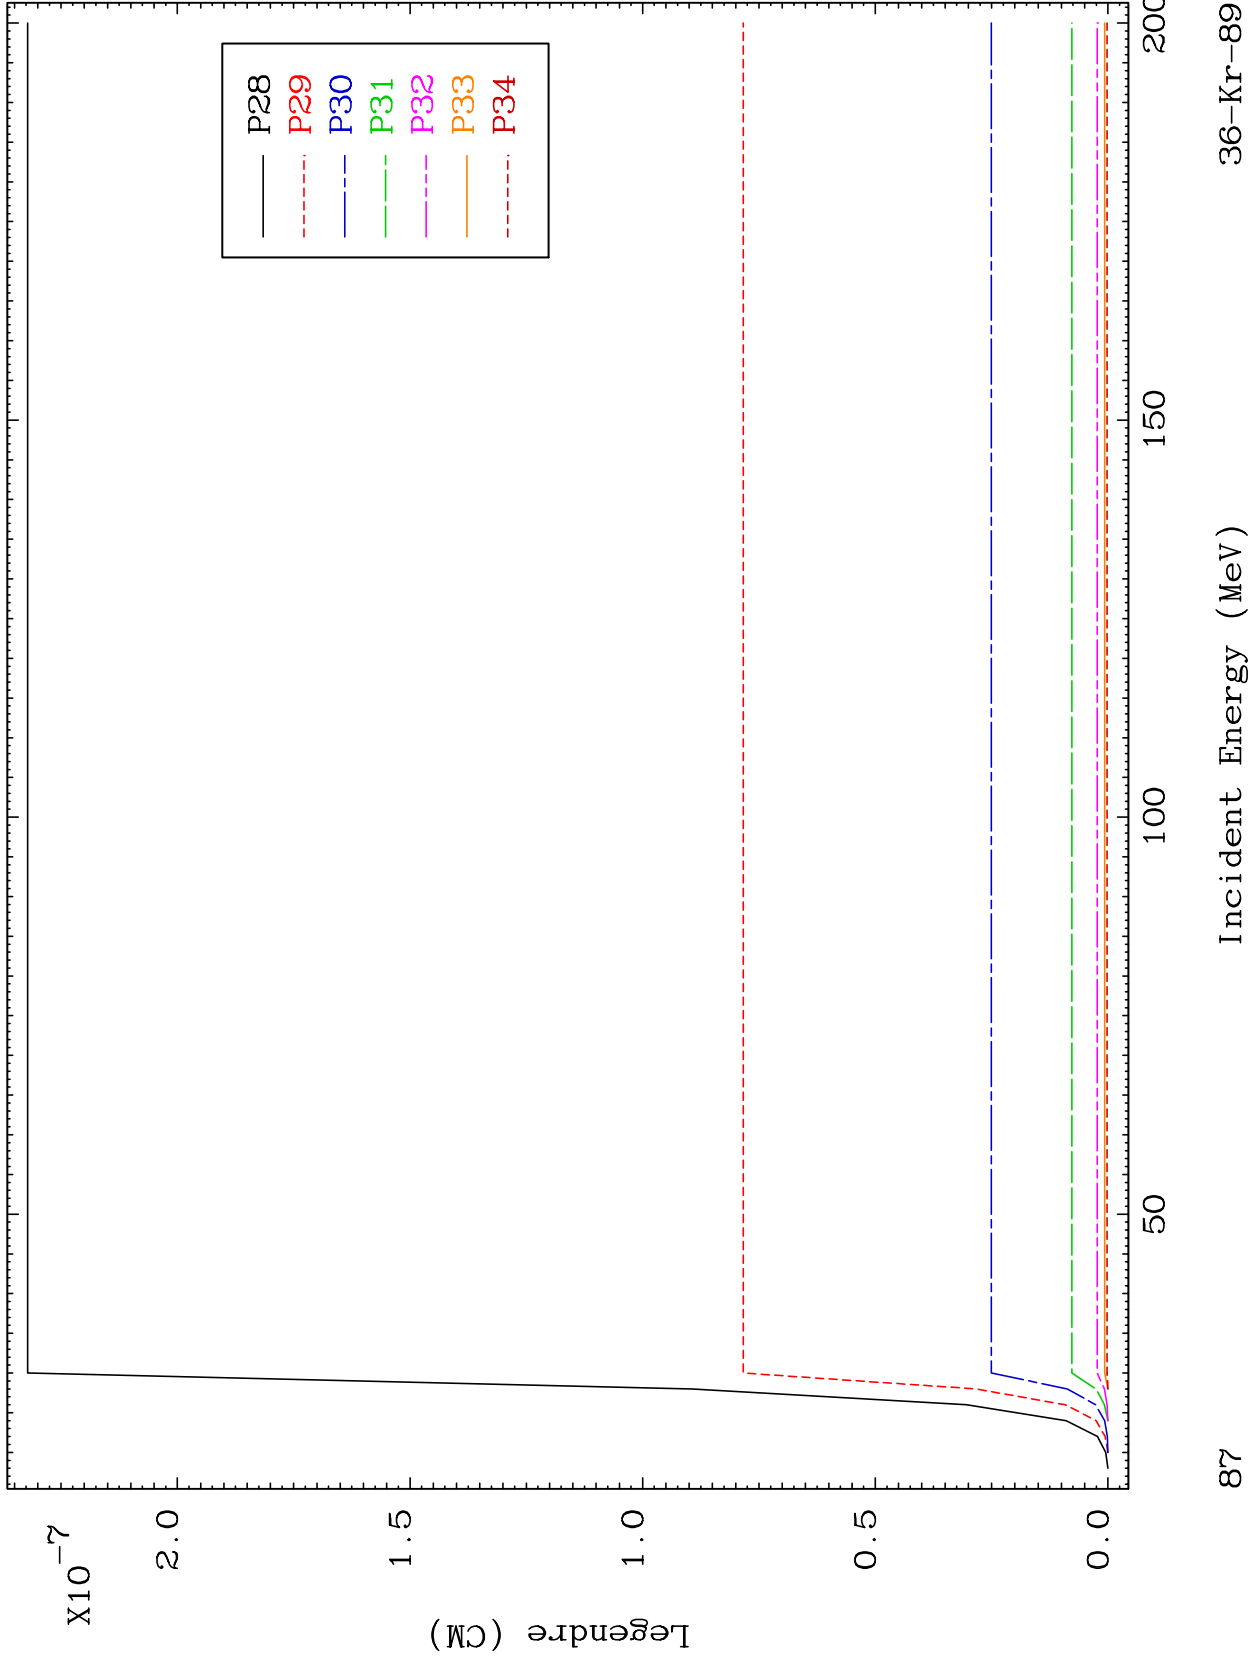 X10-7
2.0
1.5
1.0
0.5
0.0
Legendre (CM)
P28
P29
P30
P31
P32
P33
P34
50
100
150
200
Incident Energy (MeV)
87
36-Kr-89